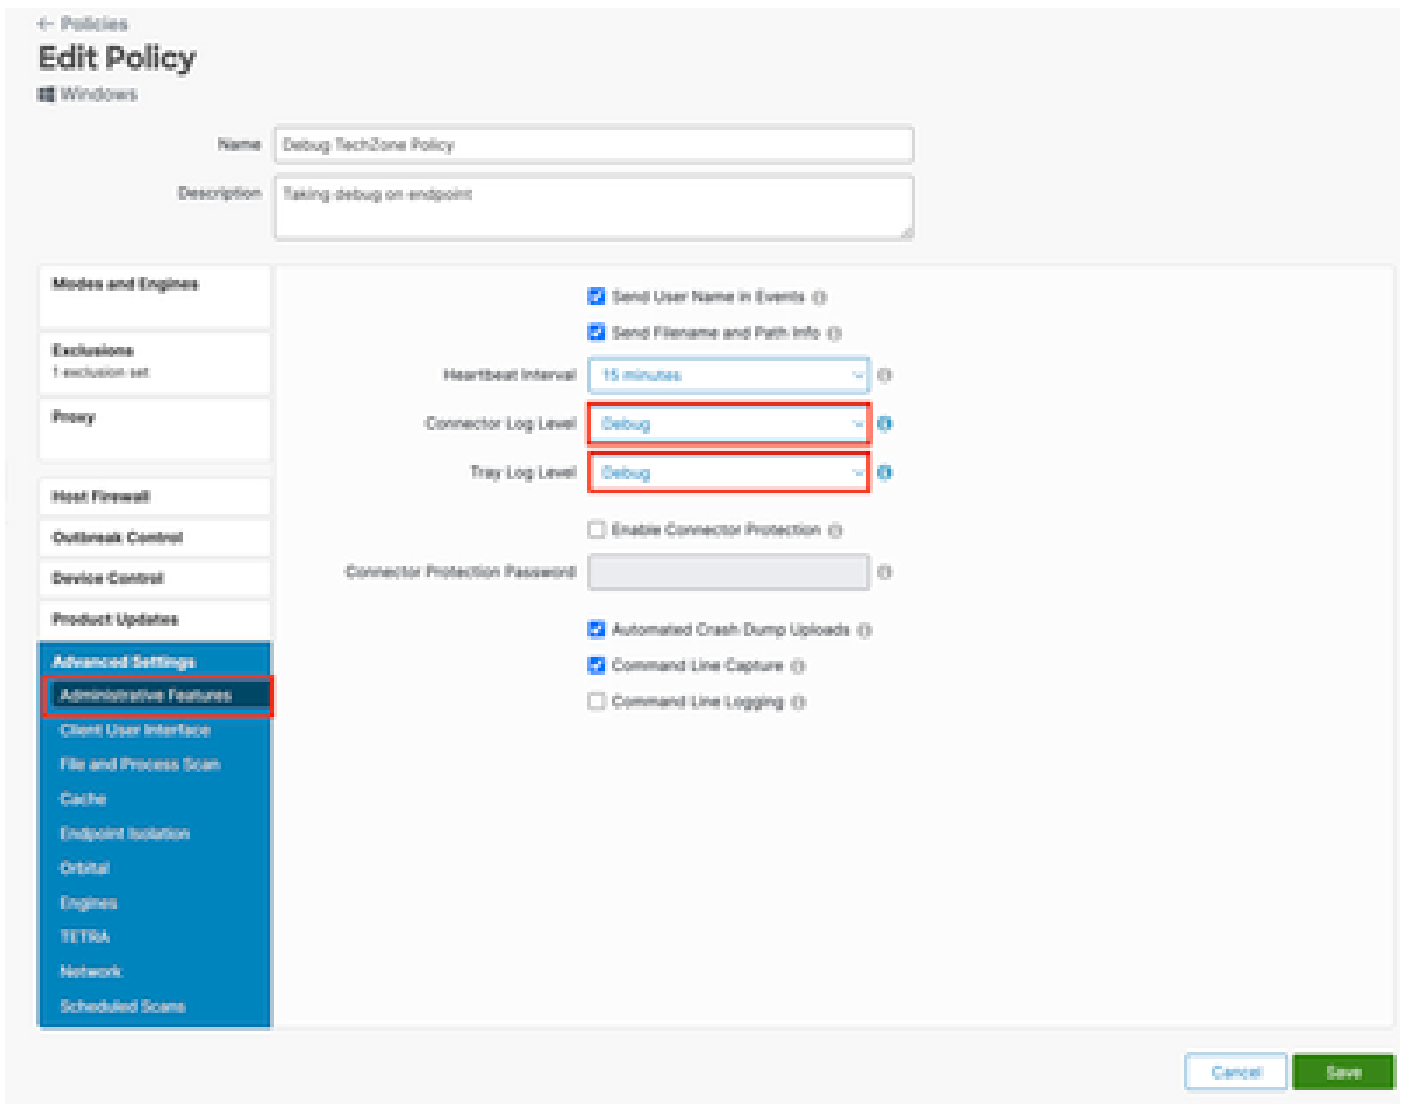 ← Policies
Edit Policy
Windows
Name
Debug TechZone Policy
Description
Taking debug on endpoint
Modes and Engines
Exclusions
1 exclusion set
Proxy
Host Firewall
Outbreak Control
Device Control
Product Updates
Advanced Settings
Administrative Features
Client User Interface
File and Process Scan
Cache
Endpoint Isolation
Orbital
Engines
TETRA
Network
Scheduled Scans
Send User Name in Events
Send Filename and Path Info
Heartbeat Interval
15 minutes
Connector Log Level
Debug
Tray Log Level
Debug
Enable Connector Protection
Connector Protection Password
Automated Crash Dump Uploads
Command Line Capture
Command Line Logging
Cancel
Save